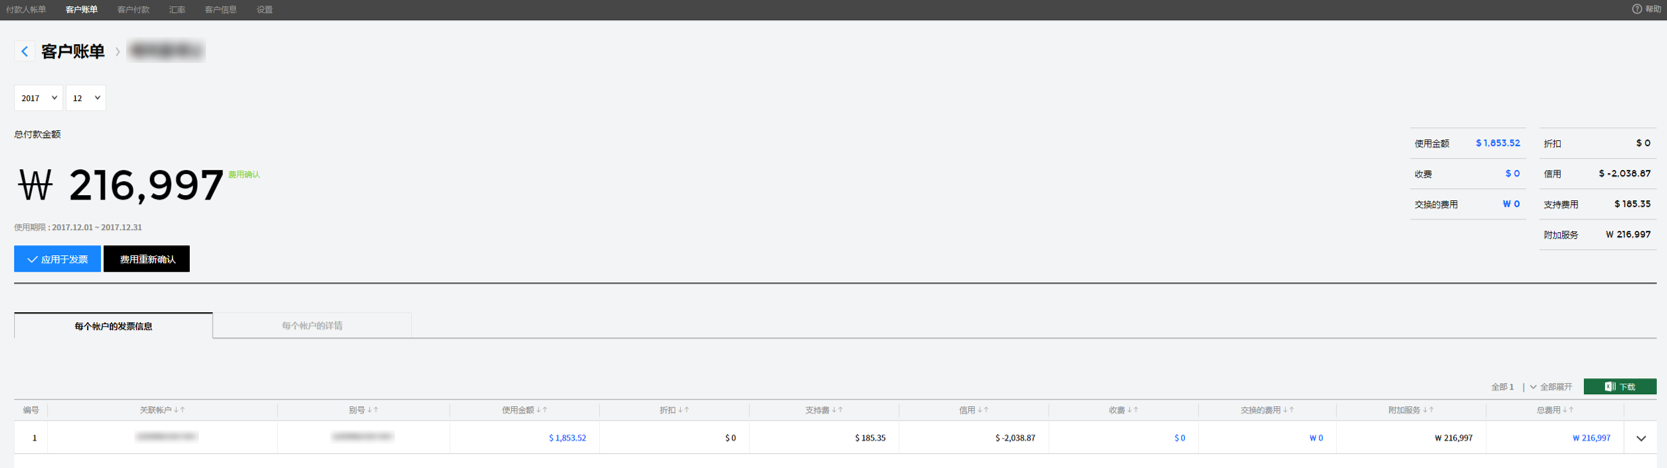 付款人帐单 客户账单 客户付款 汇率 客户信息 设置 ? 帮助
客户账单 >
2017 12
总付款金额
₩ 216,997 费用确认
使用期限 : 2017.12.01 ~ 2017.12.31
应用于发票 费用重新确认
使用金额 $ 1,853.52 折扣 $ 0
收费 $ 0 信用 $ -2,038.87
交换的费用 ₩ 0 支持费用 $ 185.35
附加服务 ₩ 216,997
每个帐户的发票信息 每个帐户的详情
全部 1 | 全部展开 下载
编号 关联帐户↓↑ 别号↓↑ 使用金额↓↑ 折扣↓↑ 支持费↓↑ 信用↓↑ 收费↓↑ 交换的费用↓↑ 附加服务↓↑ 总费用↓↑
1 $ 1,853.52 $ 0 $ 185.35 $ -2,038.87 $ 0 ₩ 0 ₩ 216,997 ₩ 216,997